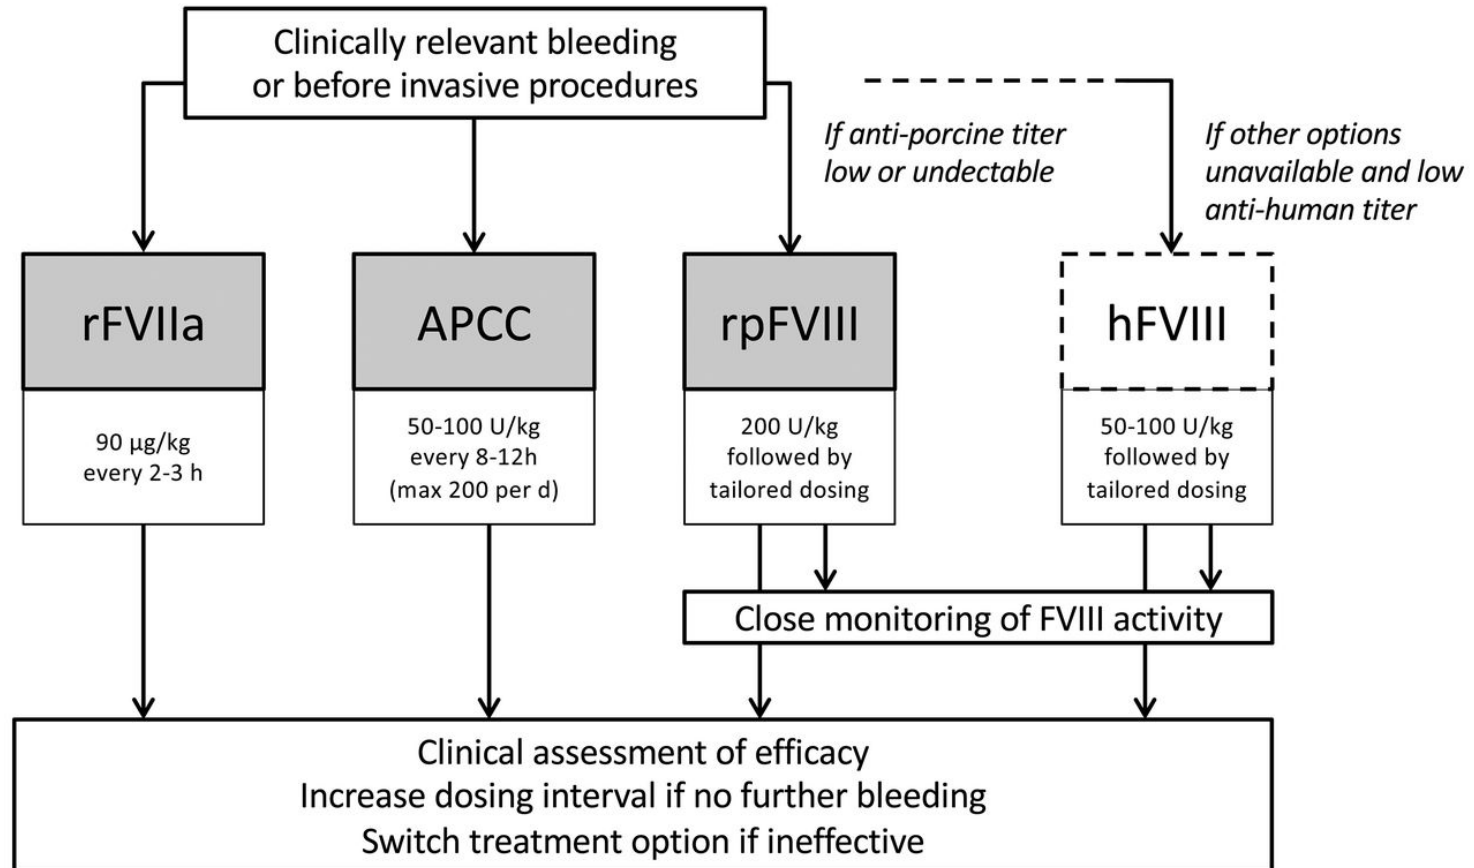 Clinically relevant bleeding
or before invasive procedures
If anti-porcine titer
low or undectable
If other options
unavailable and low
anti-human titer
rFVIIa
APCC
rpFVIII
hFVIII
90 µg/kg
every 2-3 h
50-100 U/kg
every 8-12h
(max 200 per d)
200 U/kg
followed by
tailored dosing
50-100 U/kg
followed by
tailored dosing
Close monitoring of FVIII activity
Clinical assessment of efficacy
Increase dosing interval if no further bleeding
Switch treatment option if ineffective